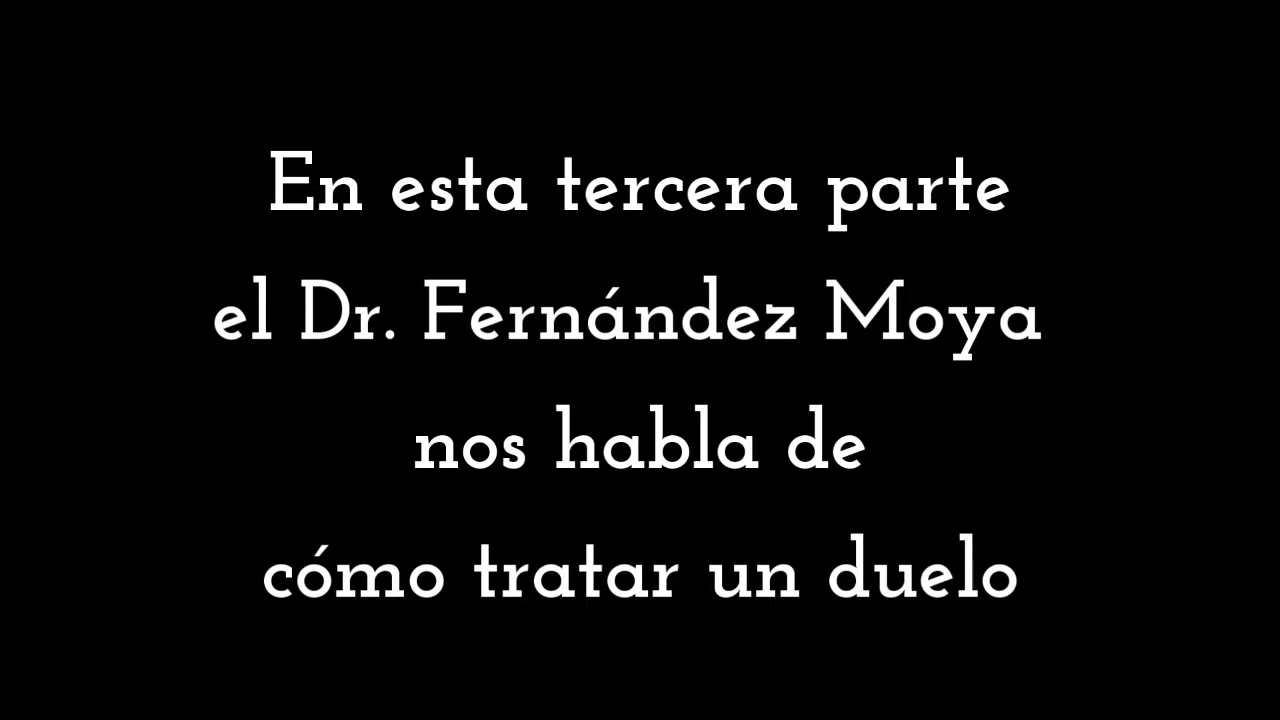 En esta tercera parte
el Dr. Fernández Moya
nos habla de
cómo tratar un duelo